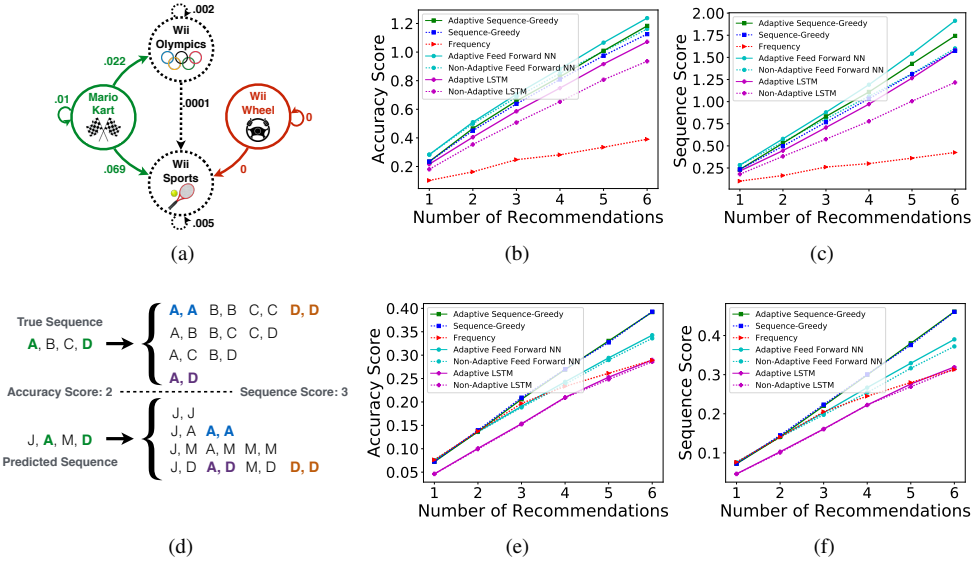 .002
Wii
Olympics
.022
.01
Mario
Kart
.0001
Wii
Wheel
0
.069
Wii
Sports
0
.005
(a)
Accuracy Score
1.2
1.0
0.8
0.6
0.4
0.2
Adaptive Sequence-Greedy
Sequence-Greedy
Frequency
Adaptive Feed Forward NN
Non-Adaptive Feed Forward NN
Adaptive LSTM
Non-Adaptive LSTM
1 2 3 4 5 6
Number of Recommendations
(b)
Sequence Score
2.00
1.75
1.50
1.25
1.00
0.75
0.50
0.25
Adaptive Sequence-Greedy
Sequence-Greedy
Frequency
Adaptive Feed Forward NN
Non-Adaptive Feed Forward NN
Adaptive LSTM
Non-Adaptive LSTM
1 2 3 4 5 6
Number of Recommendations
(c)
True Sequence
A, B, C, D
A, A B, B C, C D, D
A, B B, C C, D
A, C B, D
A, D
Accuracy Score: 2 Sequence Score: 3
J, A, M, D
Predicted Sequence
J, J
J, A A, A
J, M A, M M, M
J, D A, D M, D D, D
(d)
Accuracy Score
0.40
0.35
0.30
0.25
0.20
0.15
0.10
0.05
Adaptive Sequence-Greedy
Sequence-Greedy
Frequency
Adaptive Feed Forward NN
Non-Adaptive Feed Forward NN
Adaptive LSTM
Non-Adaptive LSTM
1 2 3 4 5 6
Number of Recommendations
(e)
Sequence Score
0.4
0.3
0.2
0.1
Adaptive Sequence-Greedy
Sequence-Greedy
Frequency
Adaptive Feed Forward NN
Non-Adaptive Feed Forward NN
Adaptive LSTM
Non-Adaptive LSTM
1 2 3 4 5 6
Number of Recommendations
(f)